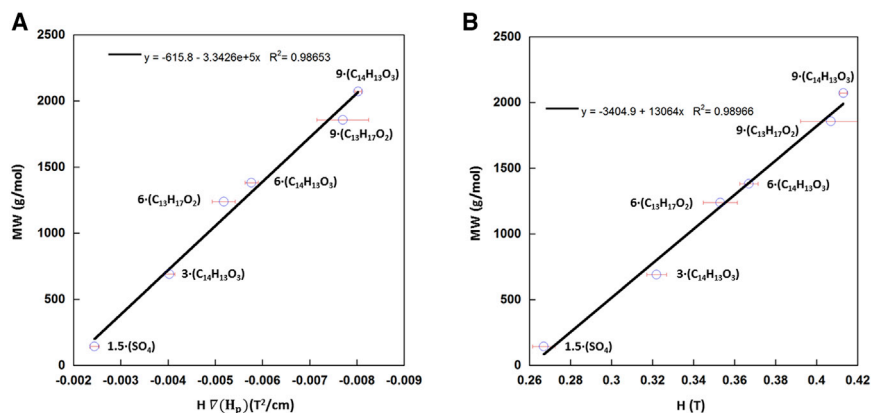 A
2500
2000
1500
1000
500
0
MW (g/mol)
y = -615.8 - 3.3426e+5x R²= 0.98653
9·(C₁₄H₁₃O₃)
9·(C₁₃H₁₇O₂)
6·(C₁₄H₁₃O₃)
6·(C₁₃H₁₇O₂)
3·(C₁₄H₁₃O₃)
1.5·(SO₄)
-0.002 -0.003 -0.004 -0.005 -0.006 -0.007 -0.008 -0.009
H ∇(Hₚ)(T²/cm)
B
2500
2000
1500
1000
500
0
MW (g/mol)
9·(C₁₄H₁₃O₃)
y = -3404.9 + 13064x R²= 0.98966
9·(C₁₃H₁₇O₂)
6·(C₁₄H₁₃O₃)
6·(C₁₃H₁₇O₂)
3·(C₁₄H₁₃O₃)
1.5·(SO₄)
0.26 0.28 0.3 0.32 0.34 0.36 0.38 0.4 0.42
H (T)